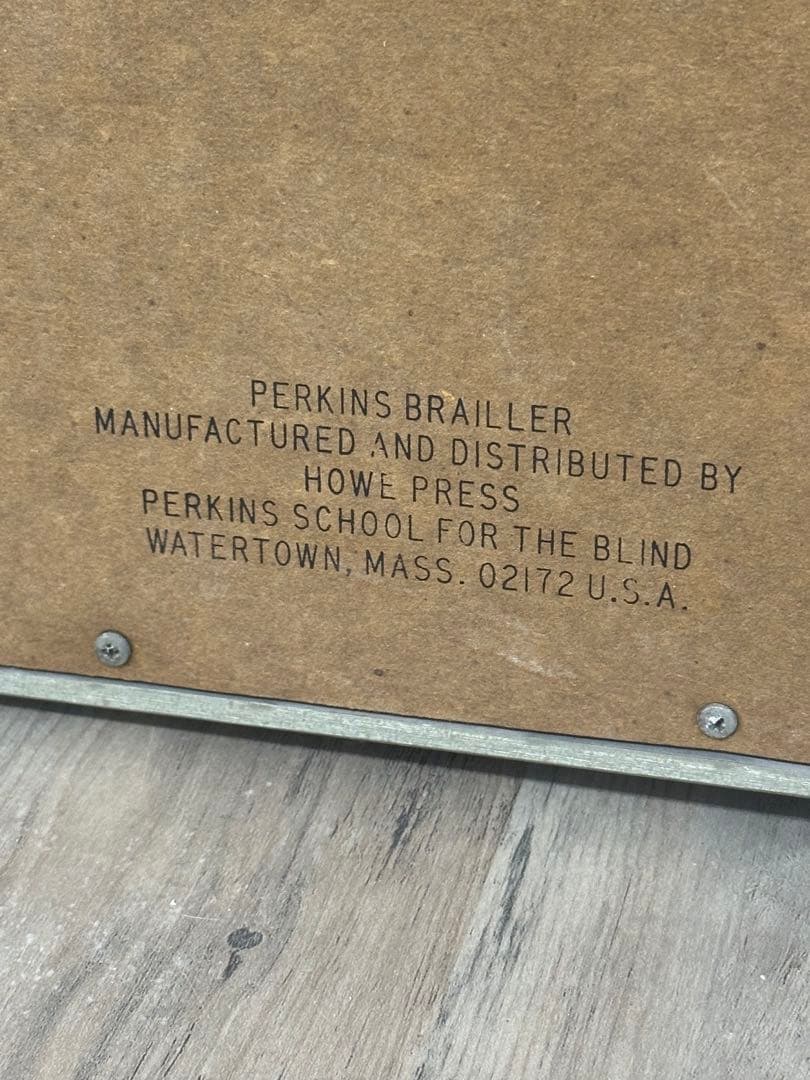 PERKINS BRAILLER
MANUFACTURED AND DISTRIBUTED BY
HOWE PRESS
PERKINS SCHOOL FOR THE BLIND
WATERTOWN, MASS. 02172 U.S.A.